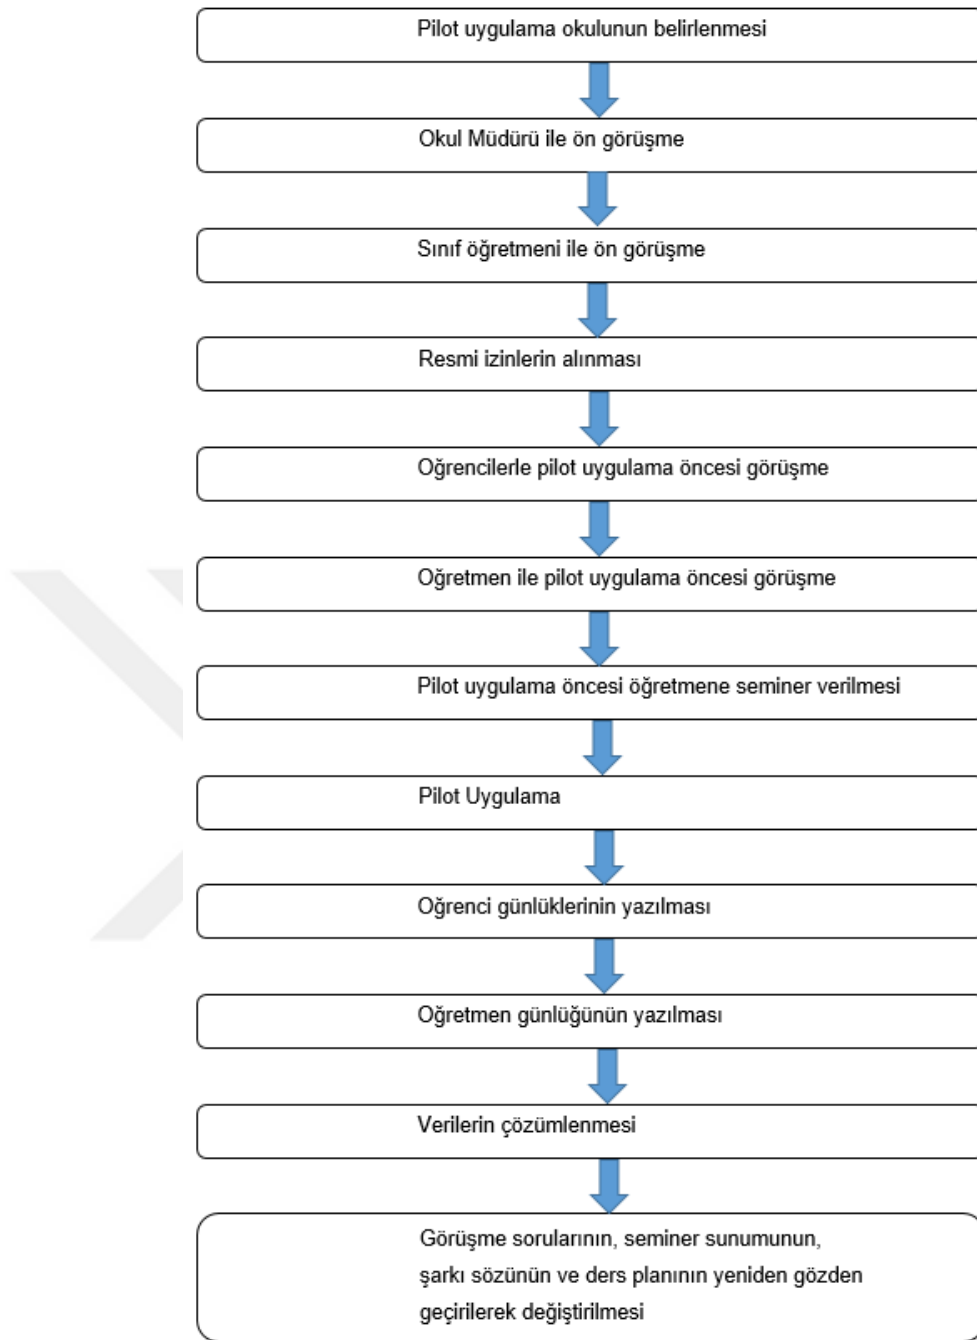 Pilot uygulama okulunun belirlenmesi
Okul Müdürü ile ön görüşme
Sınıf öğretmeni ile ön görüşme
Resmi izinlerin alınması
Oğrencilerle pilot uygulama öncesi görüşme
Oğretmen ile pilot uygulama öncesi görüşme
Pilot uygulama öncesi öğretmene seminer verilmesi
Pilot Uygulama
Oğrenci günlüklerinin yazılması
Oğretmen günlüğünün yazılması
Verilerin çözümlenmesi
Görüşme sorularının, seminer sunumunun,
şarkı sözünün ve ders planının yeniden gözden
geçirilerek değiştirilmesi